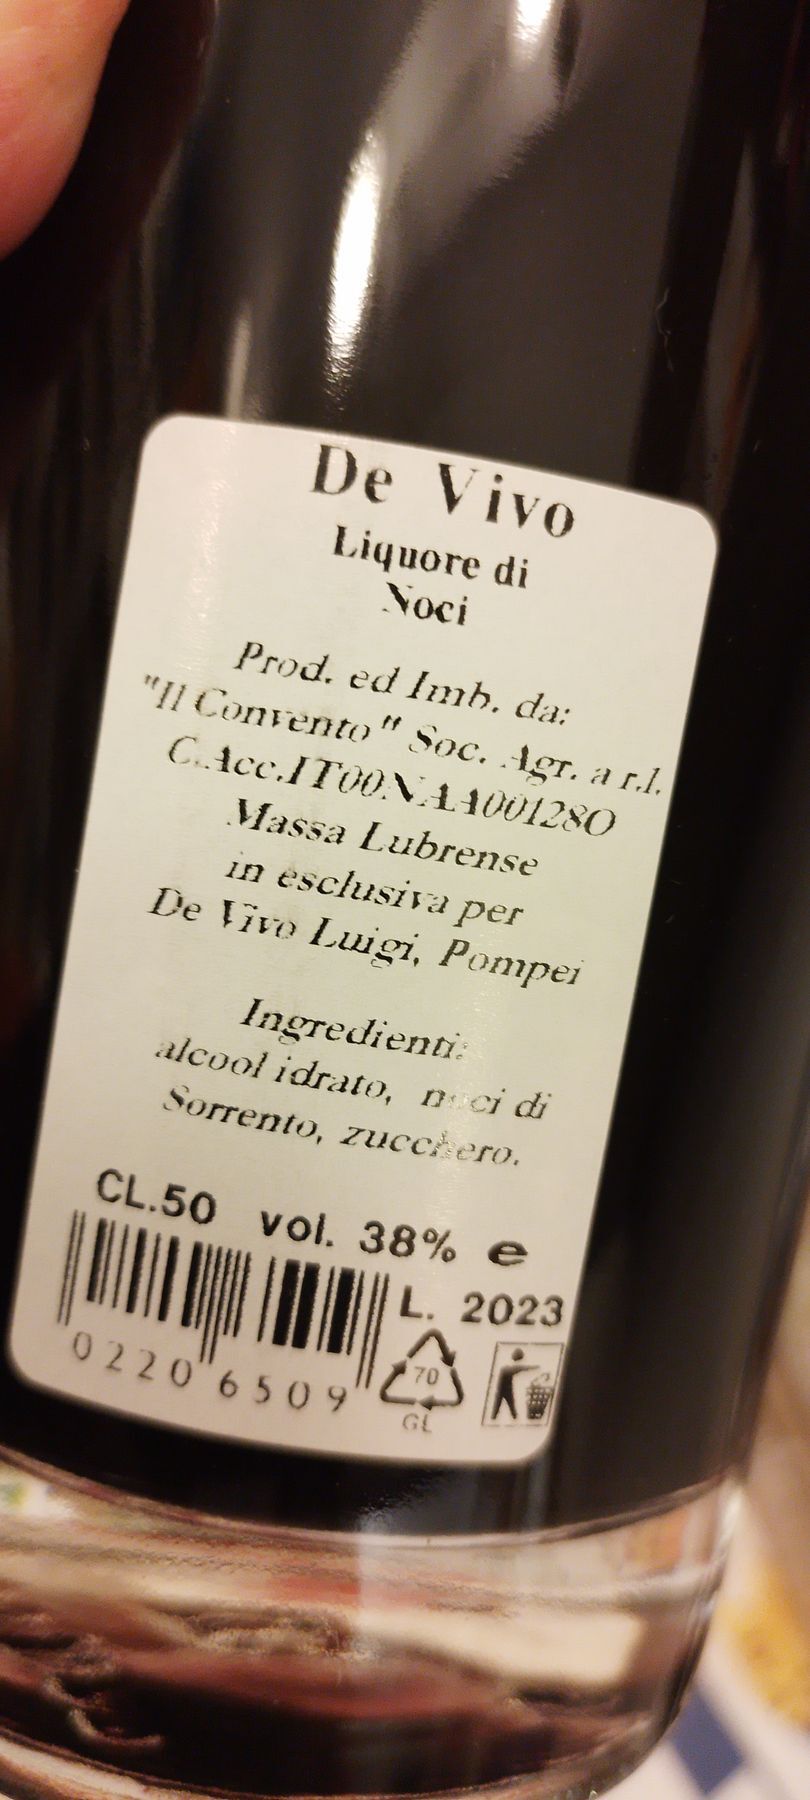 De Vivo
Liquore di
Noci
Prod. ed Imb. da:
"Il Convento" Soc. Agr. a r.l.
C.Acc.IT00NAA00128O
Massa Lubrense
in esclusiva per
De Vivo Luigi, Pompei
Ingredienti:
alcool idrato, noci di
Sorrento, zucchero.
CL.50 vol. 38% e
L. 2023
0220 6509
70
GL